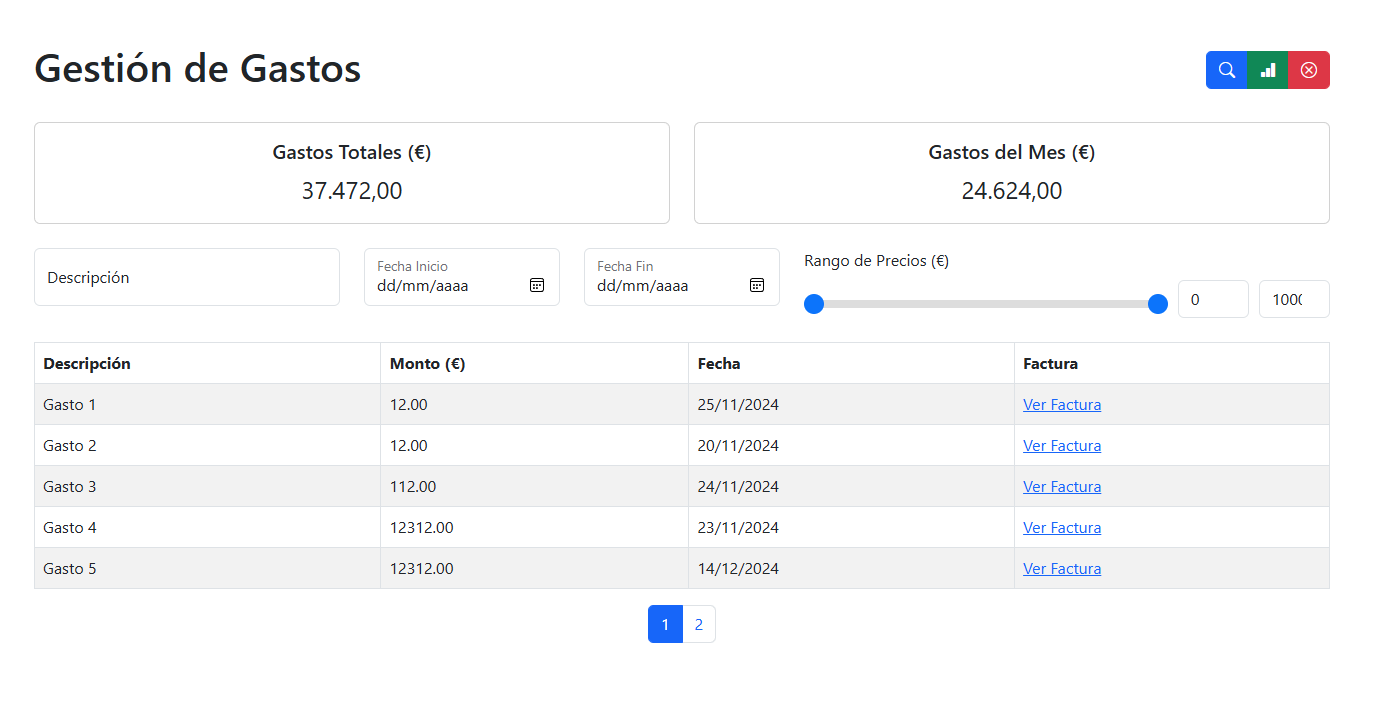 Gestión de Gastos
Gastos Totales (€)
37.472,00
Gastos del Mes (€)
24.624,00
Descripción
Fecha Inicio
dd/mm/aaaa
Fecha Fin
dd/mm/aaaa
Rango de Precios (€)
0
1000
Descripción Monto (€) Fecha Factura
Gasto 1 12.00 25/11/2024 Ver Factura
Gasto 2 12.00 20/11/2024 Ver Factura
Gasto 3 112.00 24/11/2024 Ver Factura
Gasto 4 12312.00 23/11/2024 Ver Factura
Gasto 5 12312.00 14/12/2024 Ver Factura
1 2